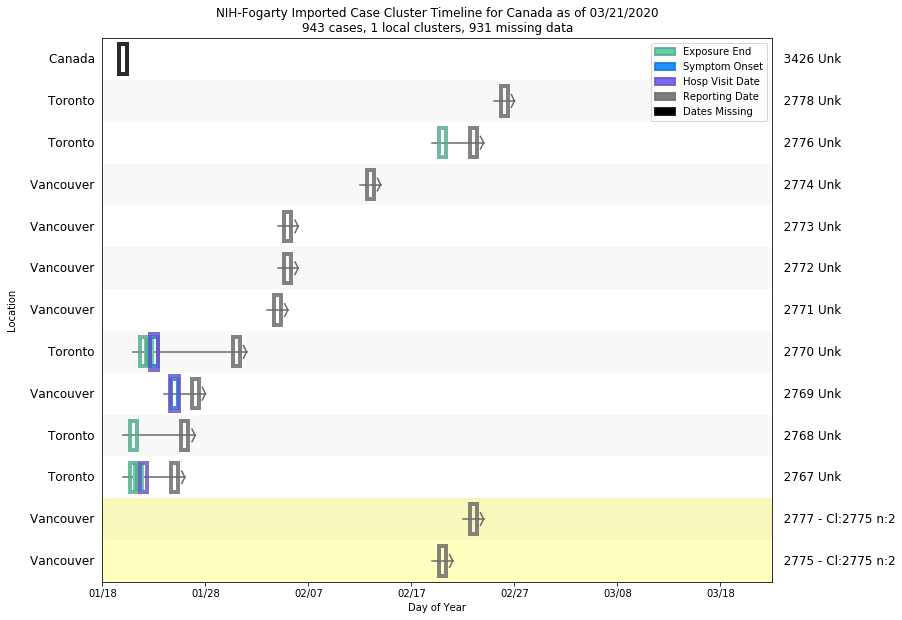 NIH-Fogarty Imported Case Cluster Timeline for Canada as of 03/21/2020
943 cases, 1 local clusters, 931 missing data
Exposure End
Symptom Onset
Hosp Visit Date
Reporting Date
Dates Missing
Canada 3426 Unk
Toronto 2778 Unk
Toronto 2776 Unk
Vancouver 2774 Unk
Vancouver 2773 Unk
Vancouver 2772 Unk
Vancouver 2771 Unk
Toronto 2770 Unk
Vancouver 2769 Unk
Toronto 2768 Unk
Toronto 2767 Unk
Vancouver 2777 - Cl:2775 n:2
Vancouver 2775 - Cl:2775 n:2
Location
01/18 01/28 02/07 02/17 02/27 03/08 03/18
Day of Year